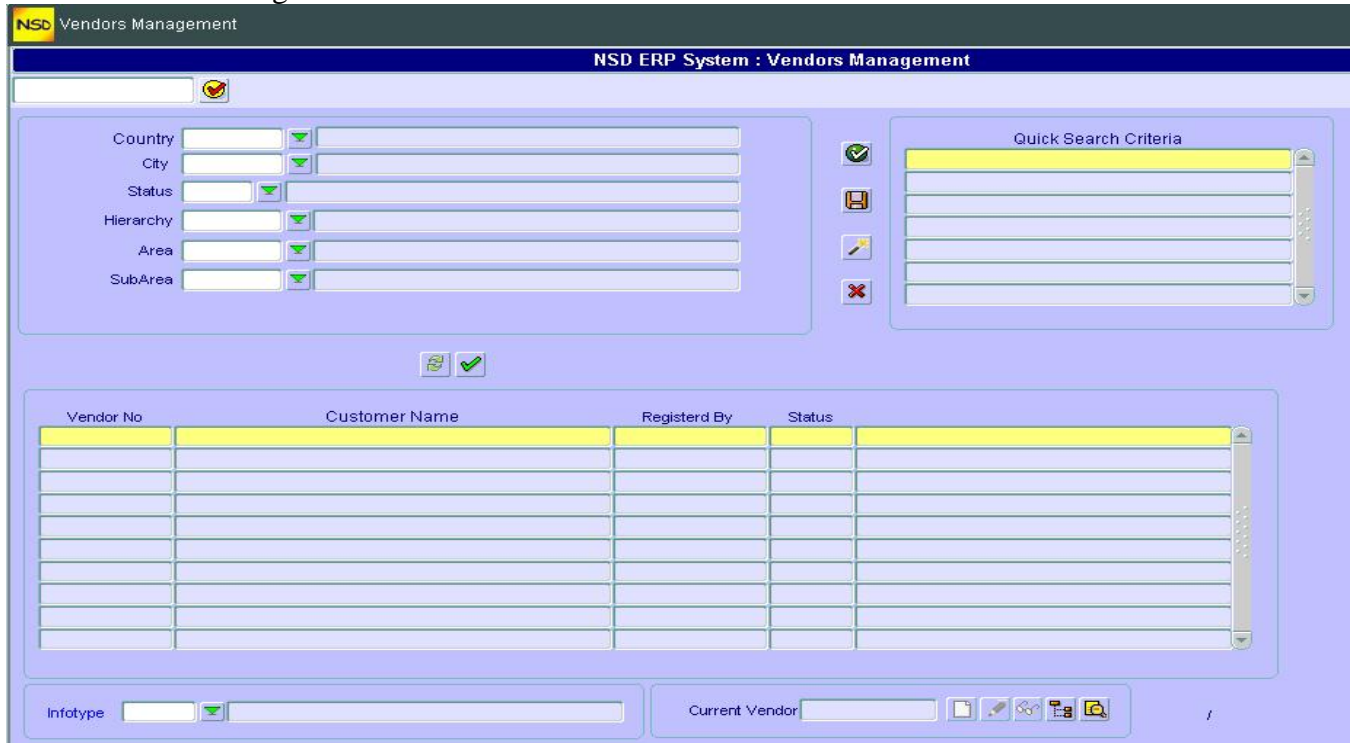 NSD Vendors Management
NSD ERP System : Vendors Management
Country
City
Status
Hierarchy
Area
SubArea
Quick Search Criteria
Vendor No Customer Name Registerd By Status
Infotype Current Vendor /